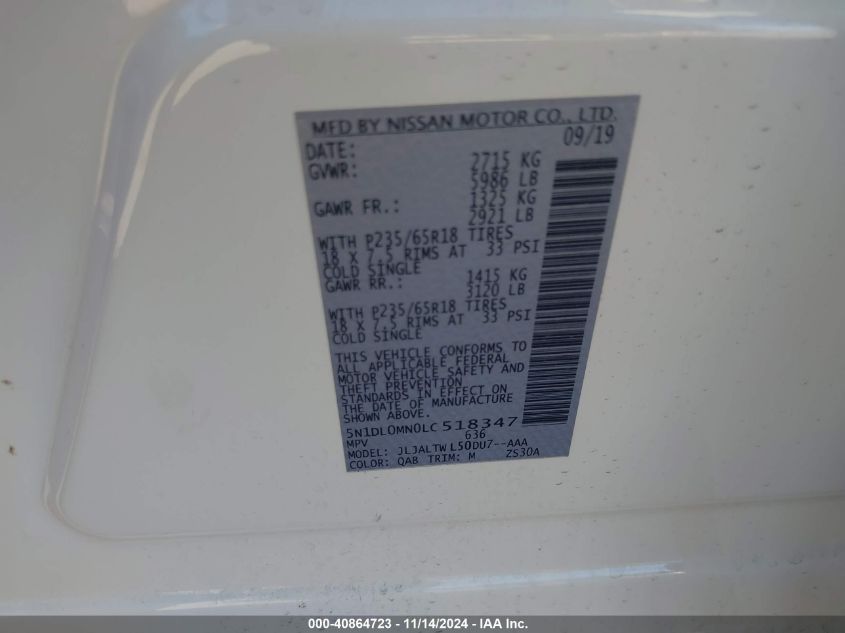 MFD BY NISSAN MOTOR CO., LTD.
DATE: 09/19
GVWR: 2715 KG
5986 LB
GAWR FR.: 1325 KG
2921 LB
WITH P235/65R18 TIRES
18 X 7.5 RIMS AT 33 PSI
COLD SINGLE
GAWR RR.: 1415 KG
3120 LB
WITH P235/65R18 TIRES
18 X 7.5 RIMS AT 33 PSI
COLD SINGLE
THIS VEHICLE CONFORMS TO
ALL APPLICABLE FEDERAL
MOTOR VEHICLE SAFETY AND
THEFT PREVENTION
STANDARDS IN EFFECT ON
THE DATE OF MANUFACTURE
SHOWN ABOVE.
5N1DL0MN0LC518347
MPV 636
MODEL: JLJALTWL50DU7--AAA
COLOR: QAB TRIM: M ZS30A
000-40864723 - 11/14/2024 - IAA Inc.